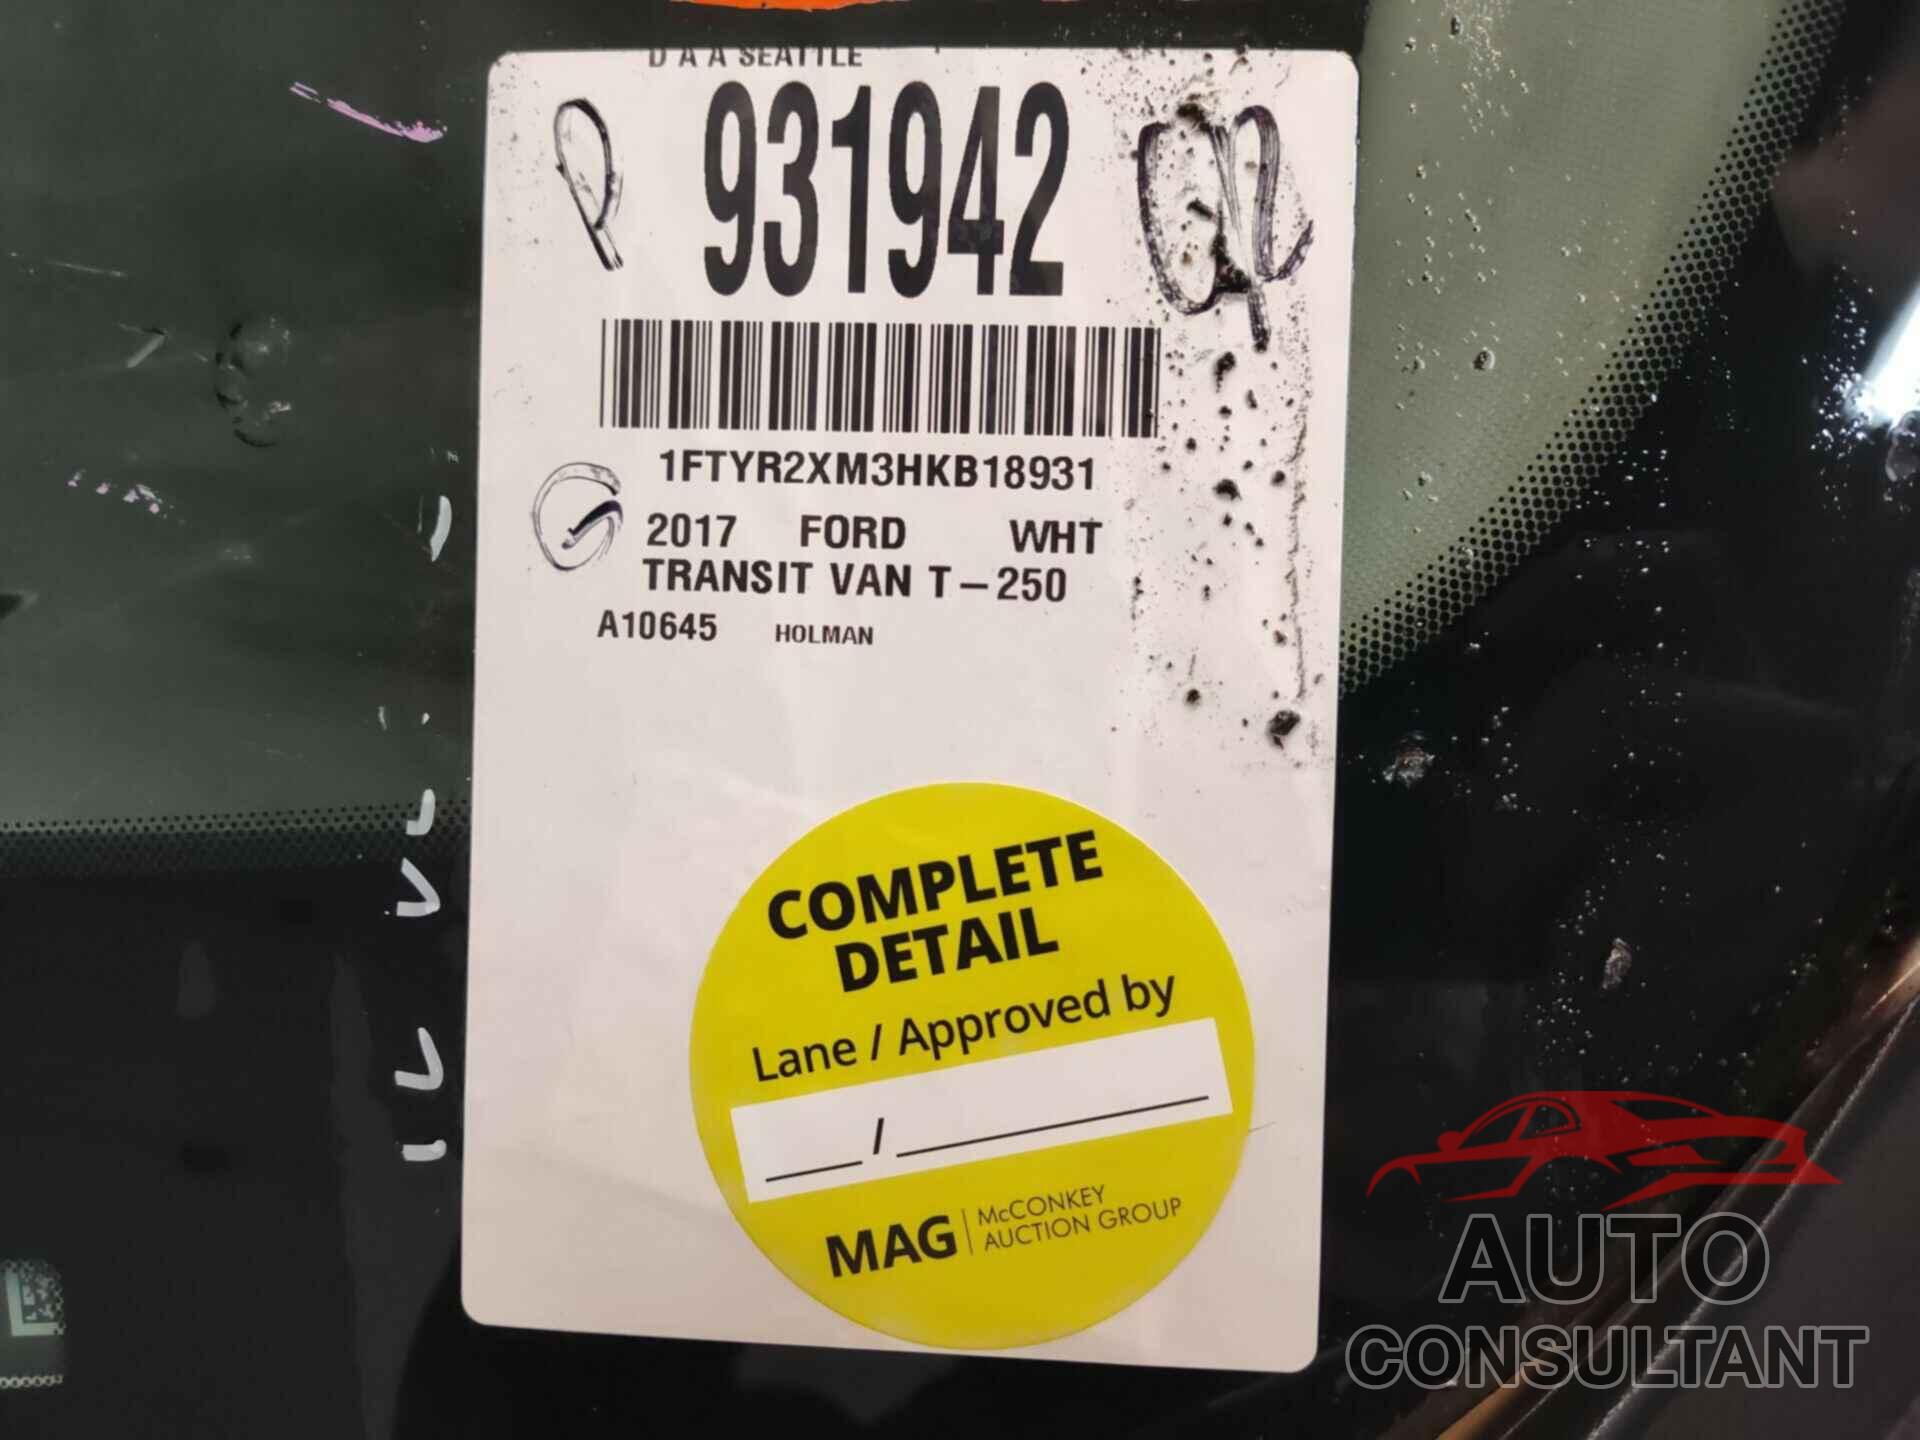 D A A SEATTLE
931942
1FTYR2XM3HKB18931
2017 FORD WHT
TRANSIT VAN T-250
A10645 HOLMAN
COMPLETE
DETAIL
Lane / Approved by
/
MAG McCONKEY
AUCTION GROUP
AUTO
CONSULTANT